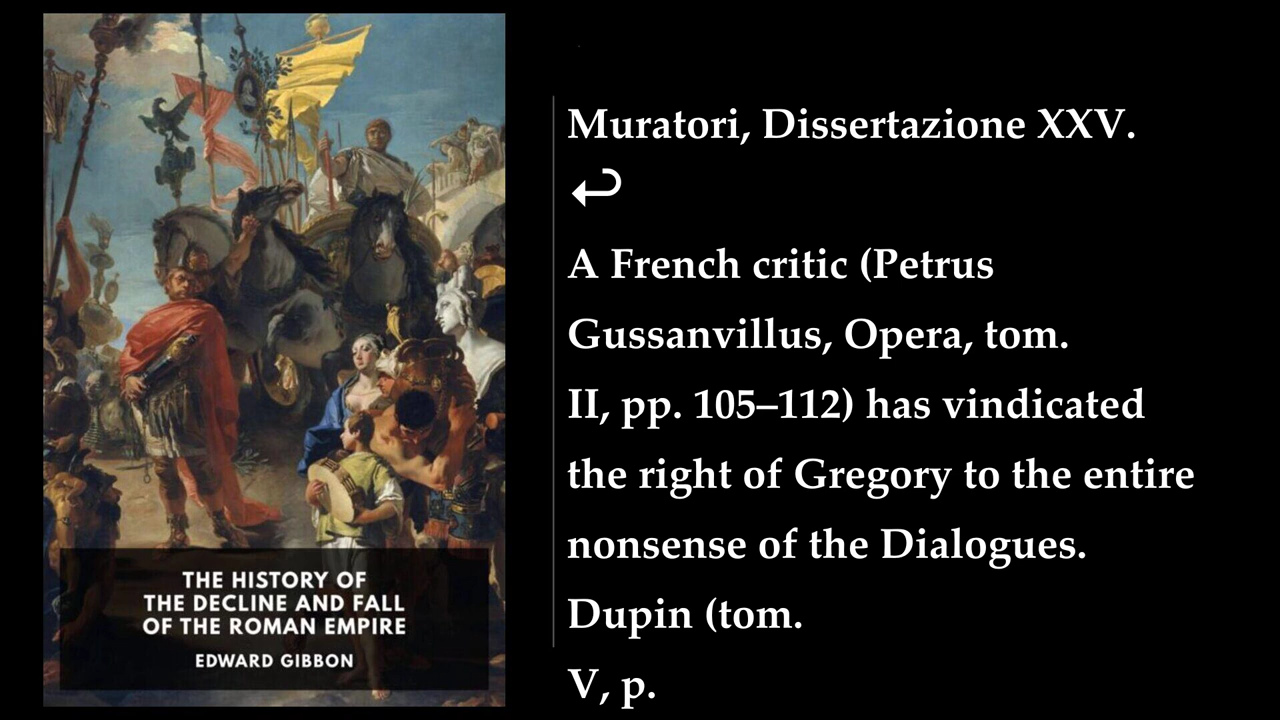 THE HISTORY OF
THE DECLINE AND FALL
OF THE ROMAN EMPIRE
EDWARD GIBBON
Muratori, Dissertazione XXV.
↩
A French critic (Petrus
Gussanvillus, Opera, tom.
II, pp. 105–112) has vindicated
the right of Gregory to the entire
nonsense of the Dialogues.
Dupin (tom.
V, p.